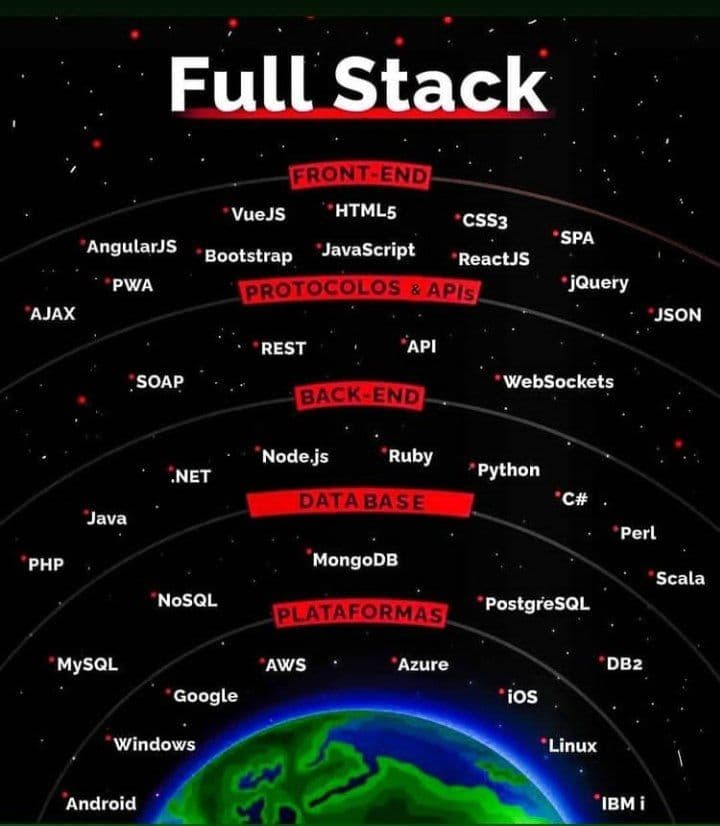 Full Stack
FRONT-END
VueJS
HTML5
CSS3
SPA
AngularJS
Bootstrap
JavaScript
ReactJS
jQuery
PWA
AJAX
JSON
PROTOCOLOS & APIs
REST
API
SOAP
WebSockets
BACK-END
Node.js
Ruby
.NET
Python
C#
Java
Perl
PHP
Scala
DATABASE
MongoDB
NoSQL
PostgreSQL
MySQL
DB2
PLATAFORMAS
AWS
Azure
Google
iOS
Windows
Linux
Android
IBM i